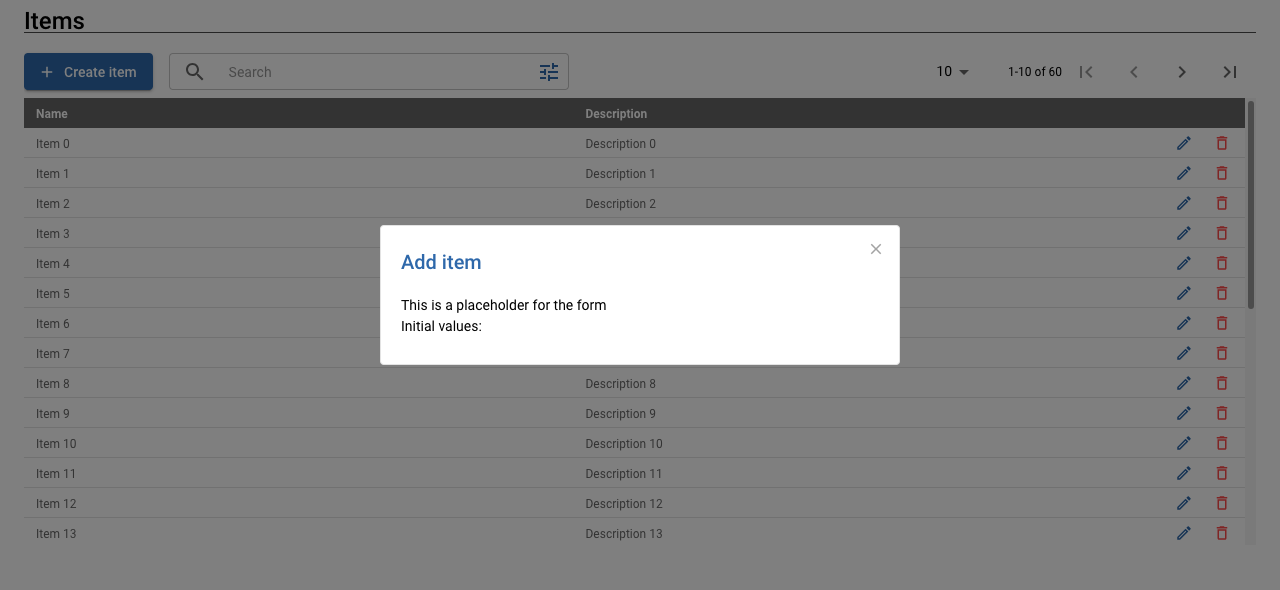 Items
Create item
Search
10
1-10 of 60
Name Description
Item 0 Description 0
Item 1 Description 1
Item 2 Description 2
Item 3
Item 4
Item 5
Item 6
Item 7
Item 8 Description 8
Item 9 Description 9
Item 10 Description 10
Item 11 Description 11
Item 12 Description 12
Item 13 Description 13
Add item
This is a placeholder for the form
Initial values: